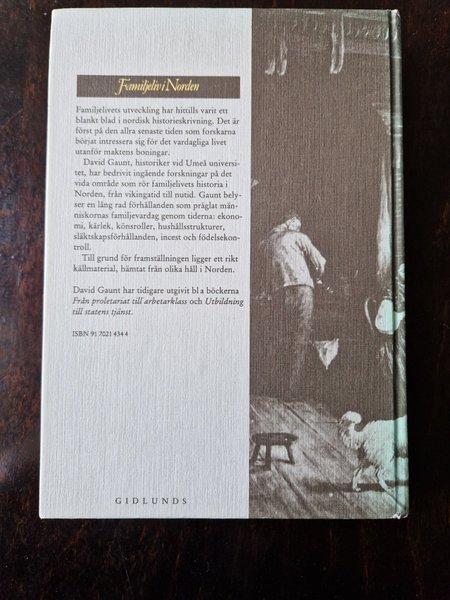 Familjeliv i Norden
Familjelivets utveckling har hittills varit ett
blankt blad i nordisk historieskrivning. Det är
först på den allra senaste tiden som forskarna
börjat intressera sig för det vardagliga livet
utanför maktens boningar.
David Gaunt, historiker vid Umeå universi-
tet, har bedrivit ingående forskningar på det
vida område som rör familjelivets historia i
Norden, från vikingatid till nutid. Gaunt bely-
ser en lång rad förhållanden som präglat män-
niskornas familjevardag genom tiderna: ekono-
mi, kärlek, könsroller, hushållsstrukturer,
släktskapsförhållanden, incest och födelsekon-
troll.
Till grund för framställningen ligger ett rikt
källmaterial, hämtat från olika håll i Norden.
David Gaunt har tidigare utgivit bl a böckerna
Från proletariat till arbetarklass och Utbildning
till statens tjänst.
ISBN 91 7021 434 4
GIDLUNDS